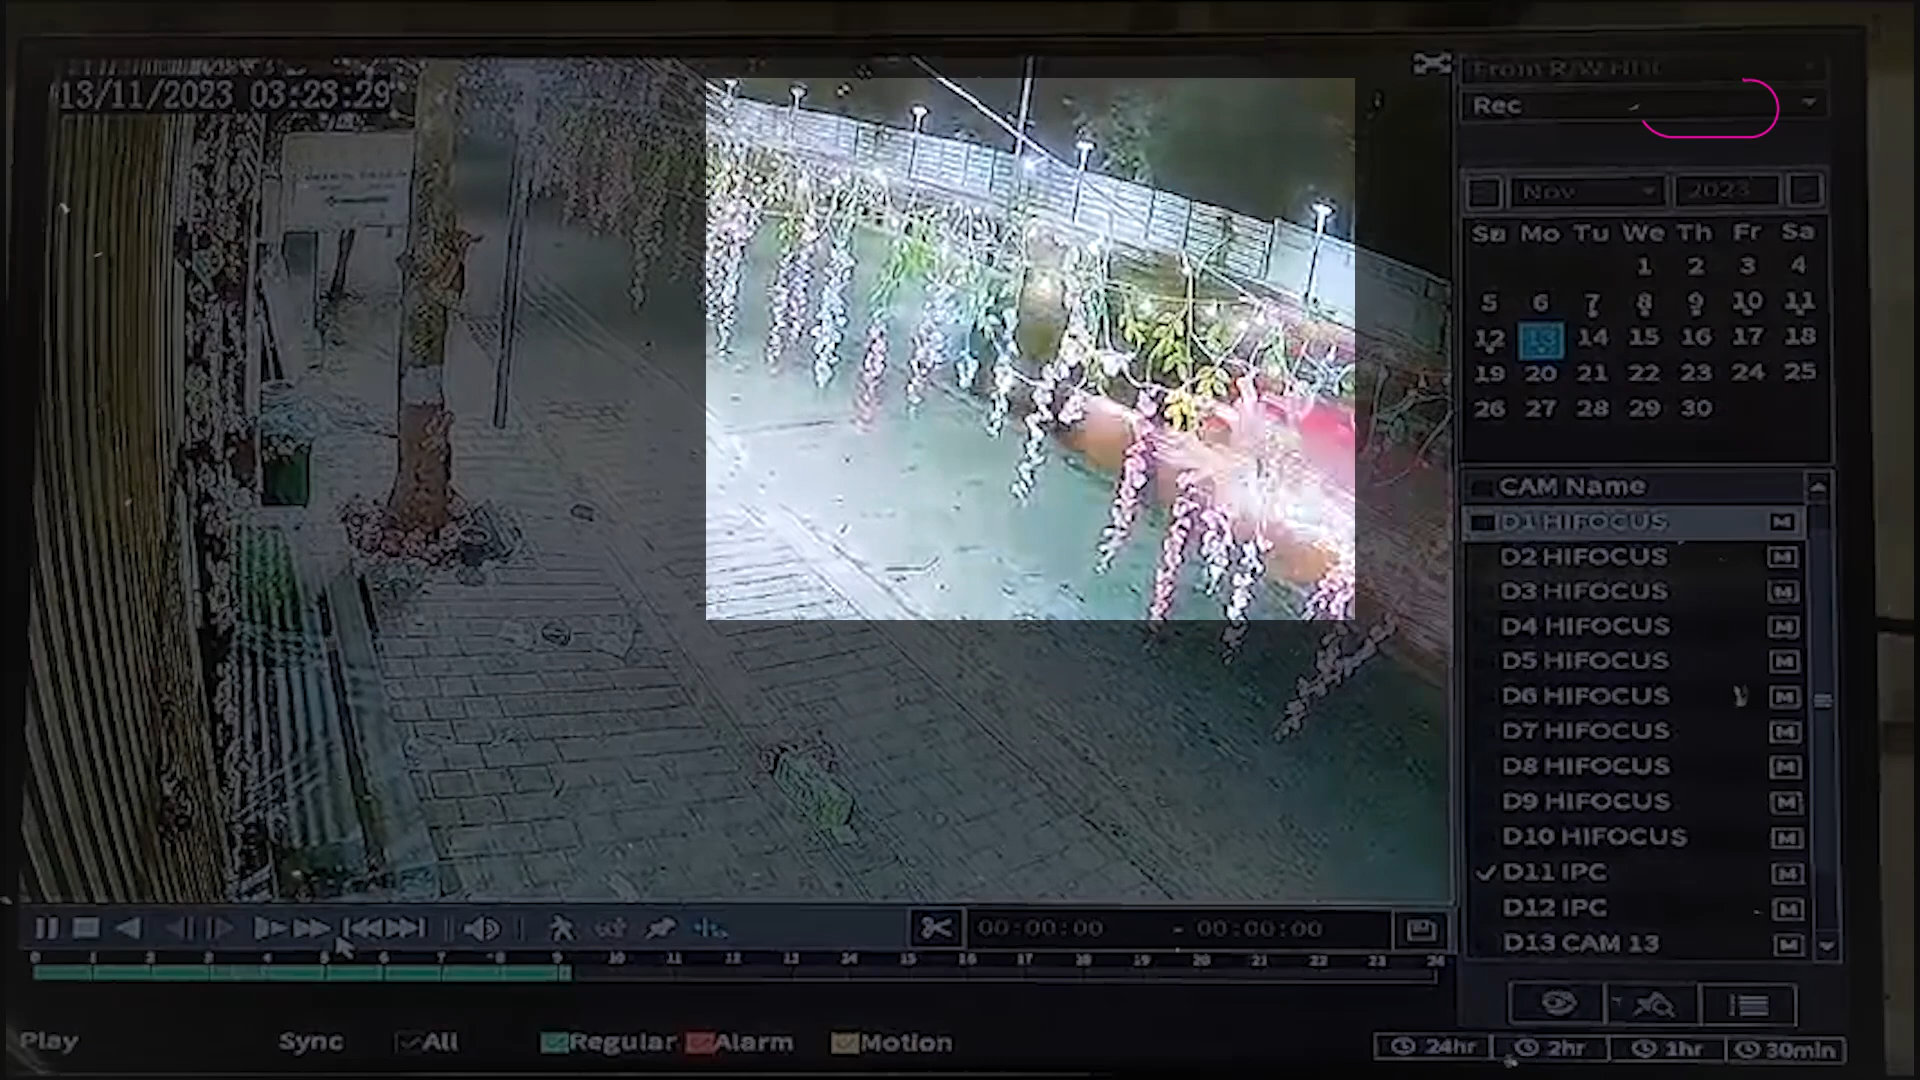 13/11/2023 03:23:29
From R/W HDD
Rec
Nov 2023
Su Mo Tu We Th Fr Sa
1 2 3 4
5 6 7 8 9 10 11
12 13 14 15 16 17 18
19 20 21 22 23 24 25
26 27 28 29 30
CAM Name
D1 HIFOCUS M
D2 HIFOCUS M
D3 HIFOCUS M
D4 HIFOCUS M
D5 HIFOCUS M
D6 HIFOCUS M
D7 HIFOCUS M
D8 HIFOCUS M
D9 HIFOCUS M
D10 HIFOCUS M
D11 IPC M
D12 IPC M
D13 CAM 13 M
00:00:00 - 00:00:00
0 1 2 3 4 5 6 7 8 9 10 11 12 13 14 15 16 17 18 19 20 21 22 23 24
Play Sync All Regular Alarm Motion
24hr 2hr 1hr 30min